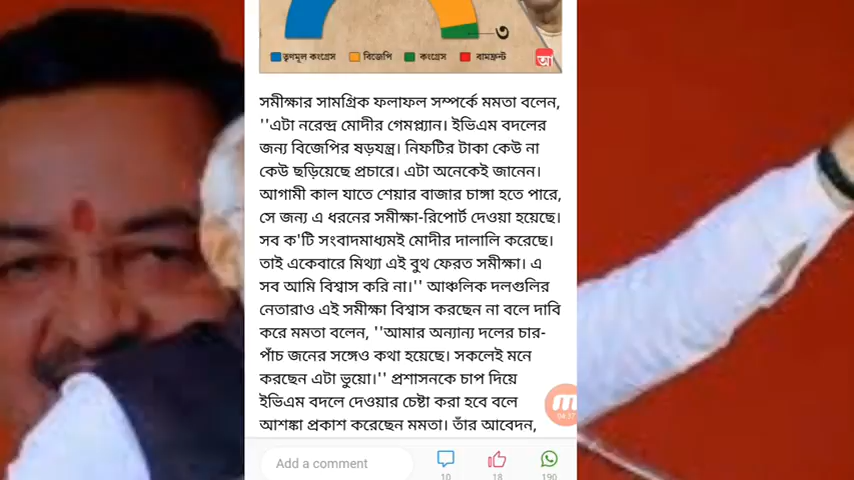 ৩
তৃণমূল কংগ্রেস বিজেপি কংগ্রেস বামফ্রন্ট
আ
সমীক্ষার সামগ্রিক ফলাফল সম্পর্কে মমতা বলেন,
''এটা নরেন্দ্র মোদীর গেমপ্ল্যান। ইভিএম বদলের
জন্য বিজেপির ষড়যন্ত্র। নিফটির টাকা কেউ না
কেউ ছড়িয়েছে প্রচারে। এটা অনেকেই জানেন।
আগামী কাল যাতে শেয়ার বাজার চাঙ্গা হতে পারে,
সে জন্য এ ধরনের সমীক্ষা-রিপোর্ট দেওয়া হয়েছে।
সব ক'টি সংবাদমাধ্যমই মোদীর দালালি করেছে।
তাই একেবারে মিথ্যা এই বুথ ফেরত সমীক্ষা। এ
সব আমি বিশ্বাস করি না।'' আঞ্চলিক দলগুলির
নেতারাও এই সমীক্ষা বিশ্বাস করছেন না বলে দাবি
করে মমতা বলেন, ''আমার অন্যান্য দলের চার-
পাঁচ জনের সঙ্গেও কথা হয়েছে। সকলেই মনে
করছেন এটা ভুয়ো।'' প্রশাসনকে চাপ দিয়ে
ইভিএম বদলে দেওয়ার চেষ্টা করা হবে বলে
আশঙ্কা প্রকাশ করেছেন মমতা। তাঁর আবেদন,
04:37
Add a comment
10 18 190